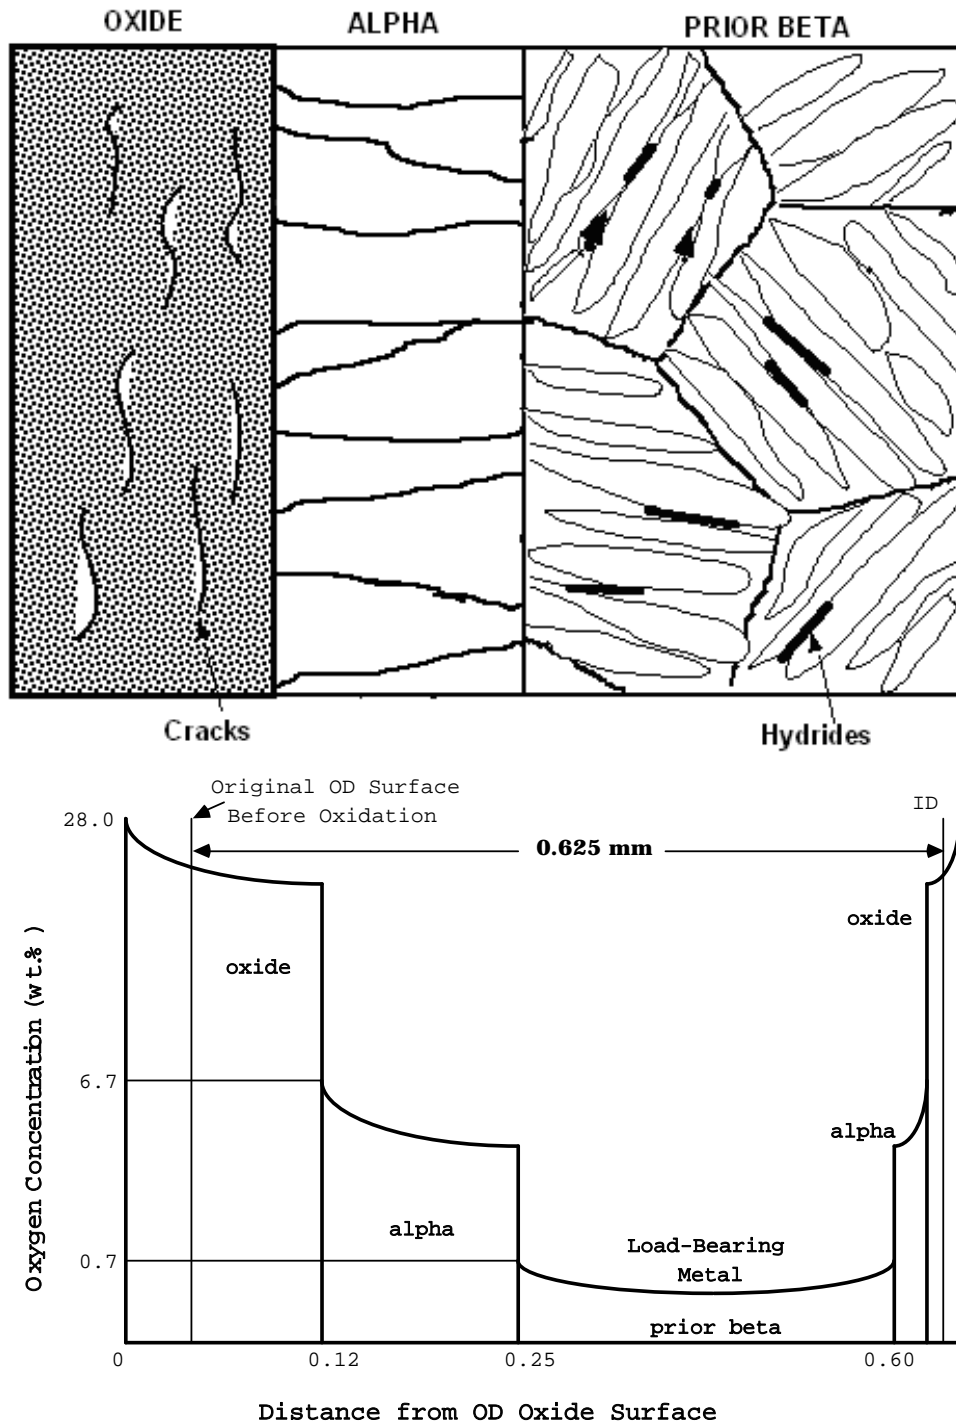 OXIDE
ALPHA
PRIOR BETA
Cracks
Hydrides
Original OD Surface
Before Oxidation
ID
28.0
0.625 mm
oxide
oxide
Oxygen Concentration (wt.%)
6.7
alpha
alpha
Load-Bearing
Metal
0.7
prior beta
0
0.12
0.25
0.60
Distance from OD Oxide Surface